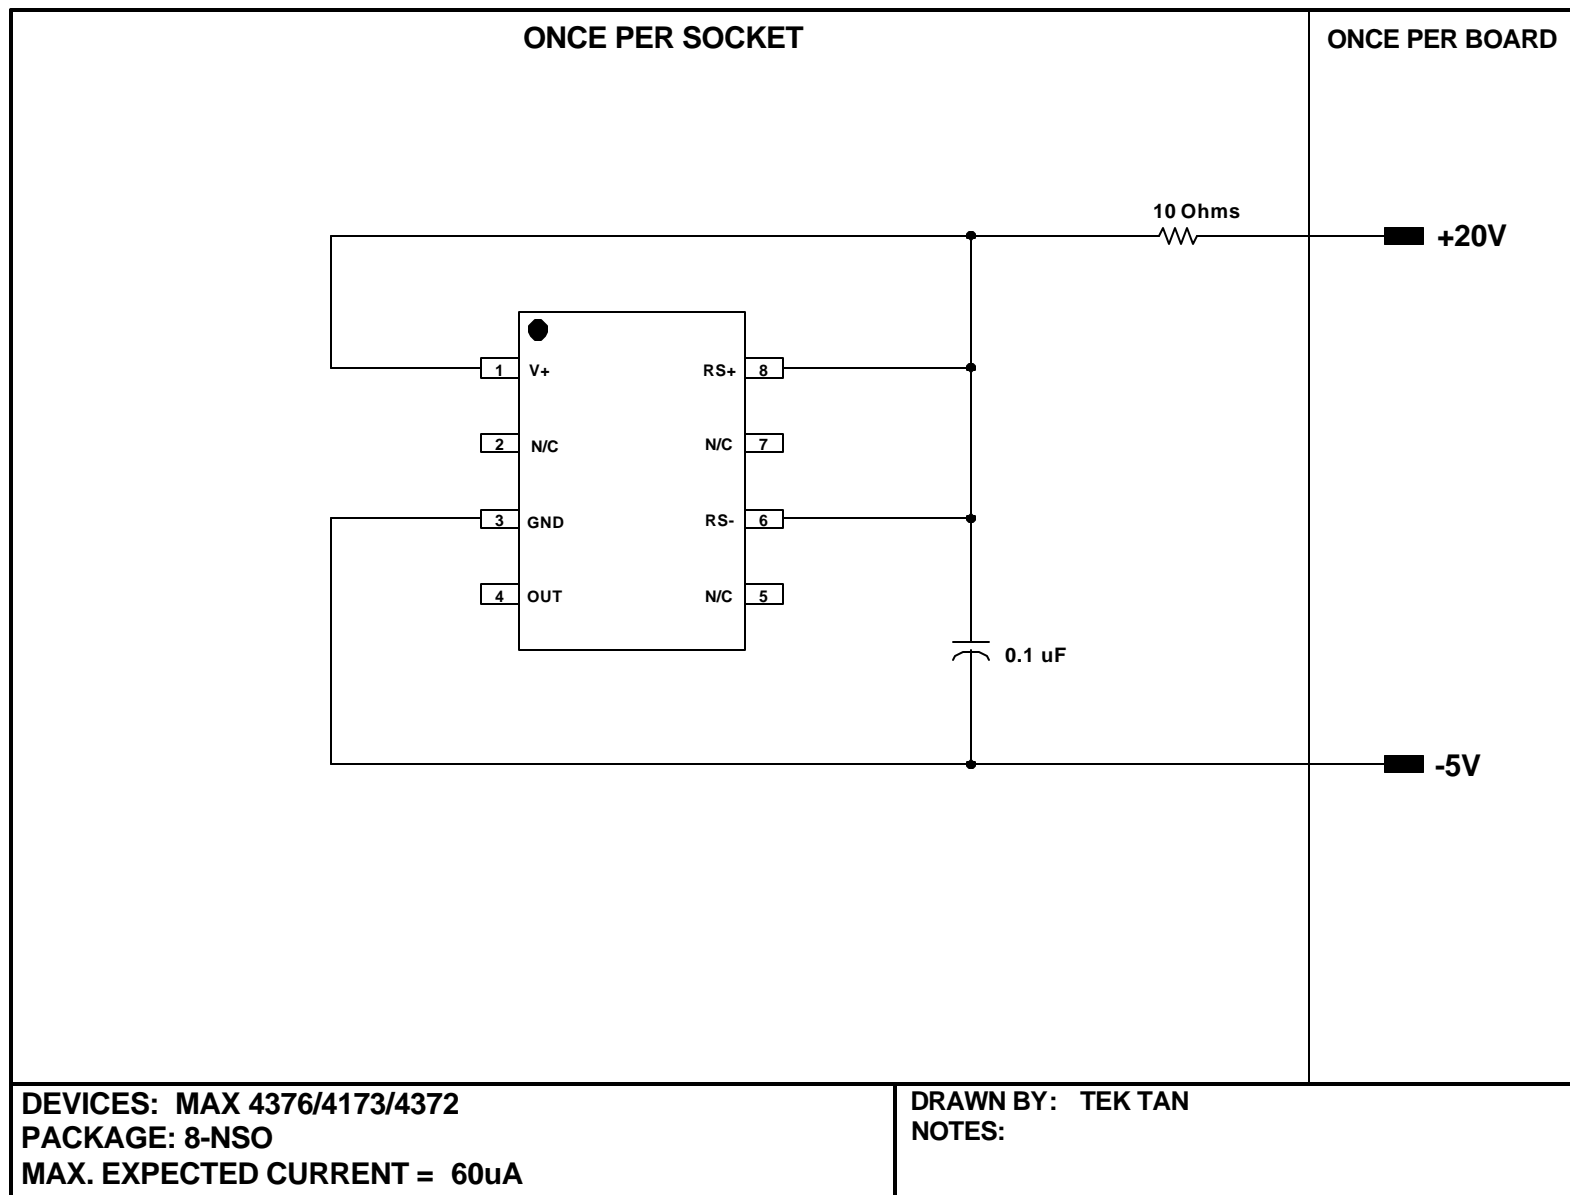 ONCE PER SOCKET
ONCE PER BOARD
10 Ohms
+20V
1 V+ RS+ 8
2 N/C N/C 7
3 GND RS- 6
4 OUT N/C 5
0.1 uF
-5V
DEVICES: MAX 4376/4173/4372
PACKAGE: 8-NSO
MAX. EXPECTED CURRENT = 60uA
DRAWN BY: TEK TAN
NOTES: